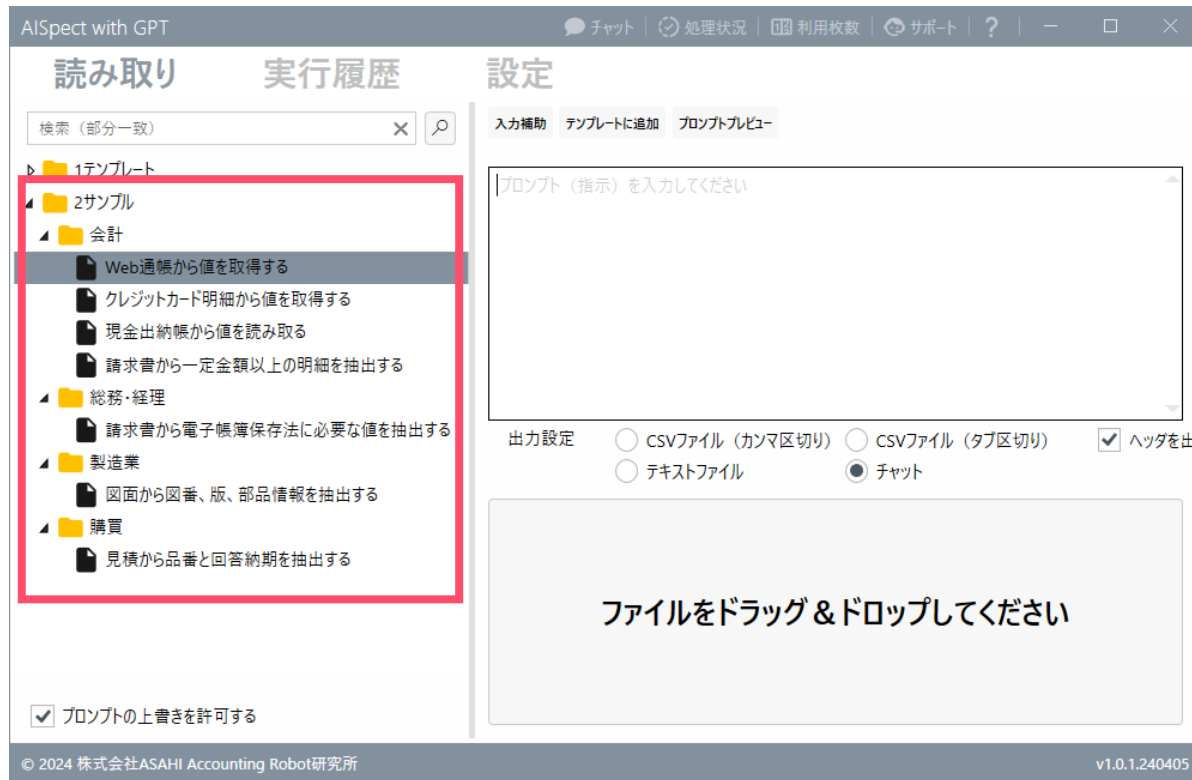 AISpect with GPT
チャット 処理状況 利用枚数 サポート ?
読み取り 実行履歴 設定
検索（部分一致）
1テンプレート
2サンプル
会計
Web通帳から値を取得する
クレジットカード明細から値を取得する
現金出納帳から値を読み取る
請求書から一定金額以上の明細を抽出する
総務・経理
請求書から電子帳簿保存法に必要な値を抽出する
製造業
図面から図番、版、部品情報を抽出する
購買
見積から品番と回答納期を抽出する
プロンプトの上書きを許可する
入力補助 テンプレートに追加 プロンプトプレビュー
プロンプト（指示）を入力してください
出力設定 CSVファイル（カンマ区切り） CSVファイル（タブ区切り） ヘッダを出
テキストファイル チャット
ファイルをドラッグ＆ドロップしてください
© 2024 株式会社ASAHI Accounting Robot研究所 v1.0.1.240405